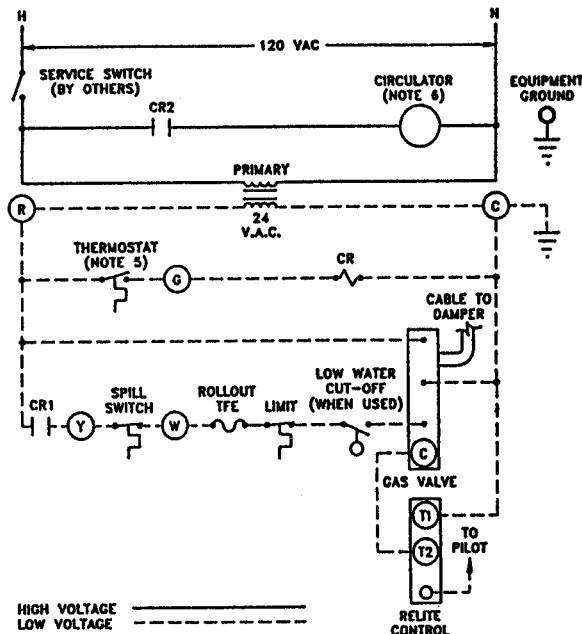 H N
120 VAC
SERVICE SWITCH
(BY OTHERS)
CR2
CIRCULATOR
(NOTE 6)
EQUIPMENT
GROUND
PRIMARY
R
24
V.A.C.
C
THERMOSTAT
(NOTE 5)
G
CR
CABLE TO
DAMPER
CR1
Y
SPILL
SWITCH
W
ROLLOUT
TFE
LIMIT
LOW WATER
CUT-OFF
(WHEN USED)
C
GAS VALVE
T1
T2
TO
PILOT
RELITE
CONTROL
HIGH VOLTAGE
LOW VOLTAGE